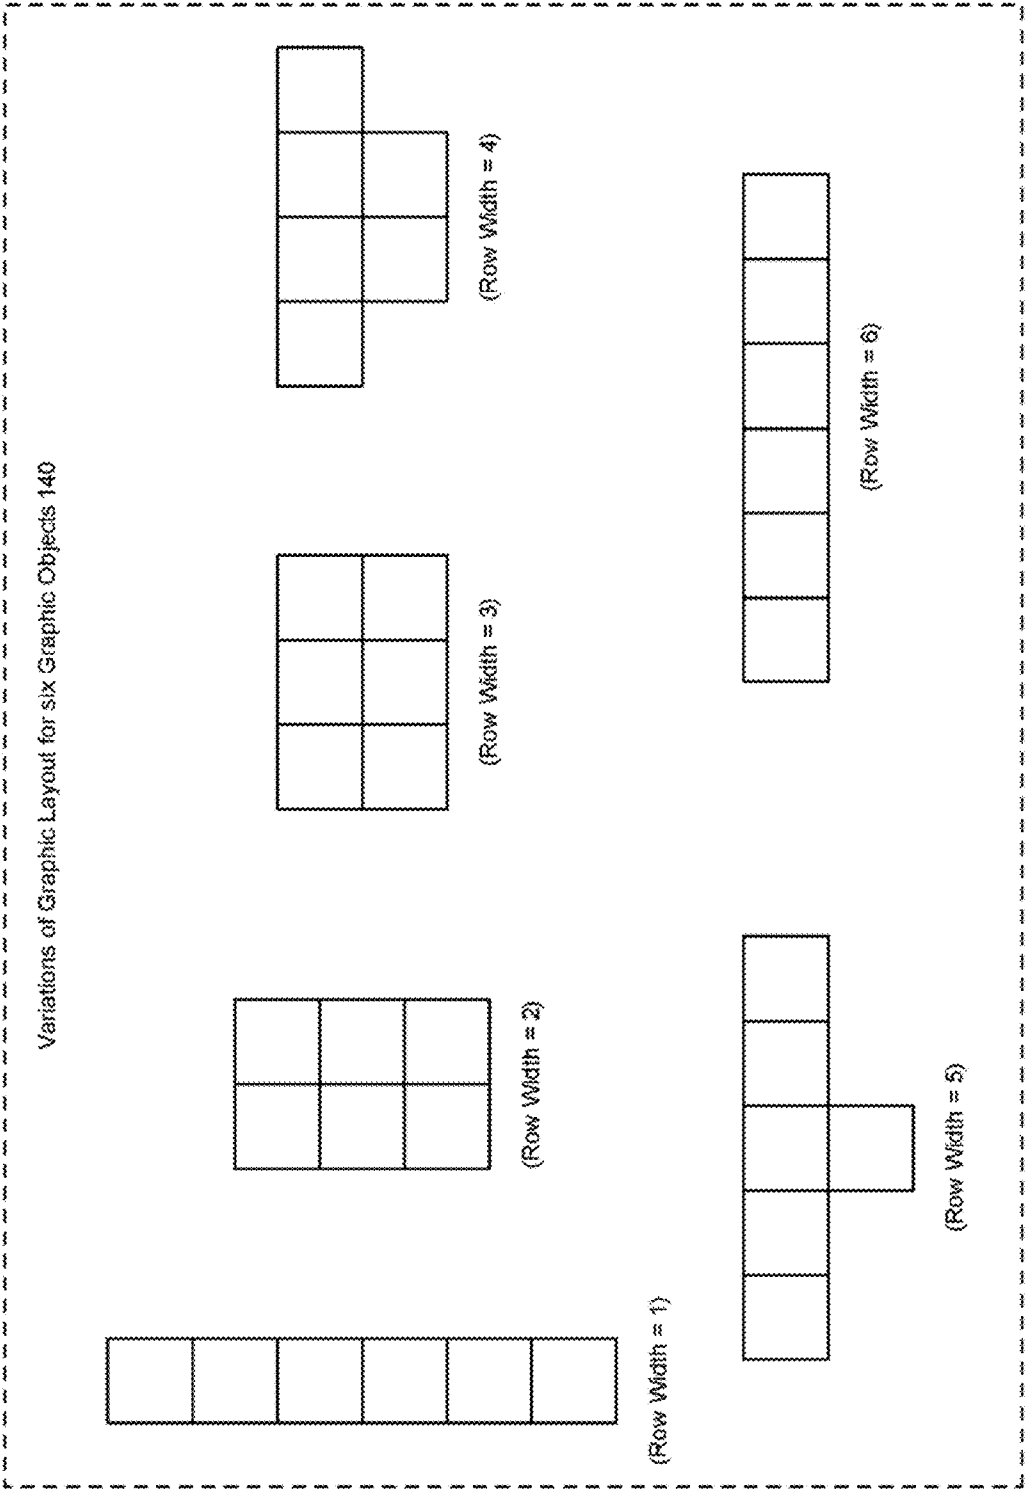 Variations of Graphic Layout for six Graphic Objects 140
(Row Width = 1)
(Row Width = 2)
(Row Width = 3)
(Row Width = 4)
(Row Width = 5)
(Row Width = 6)